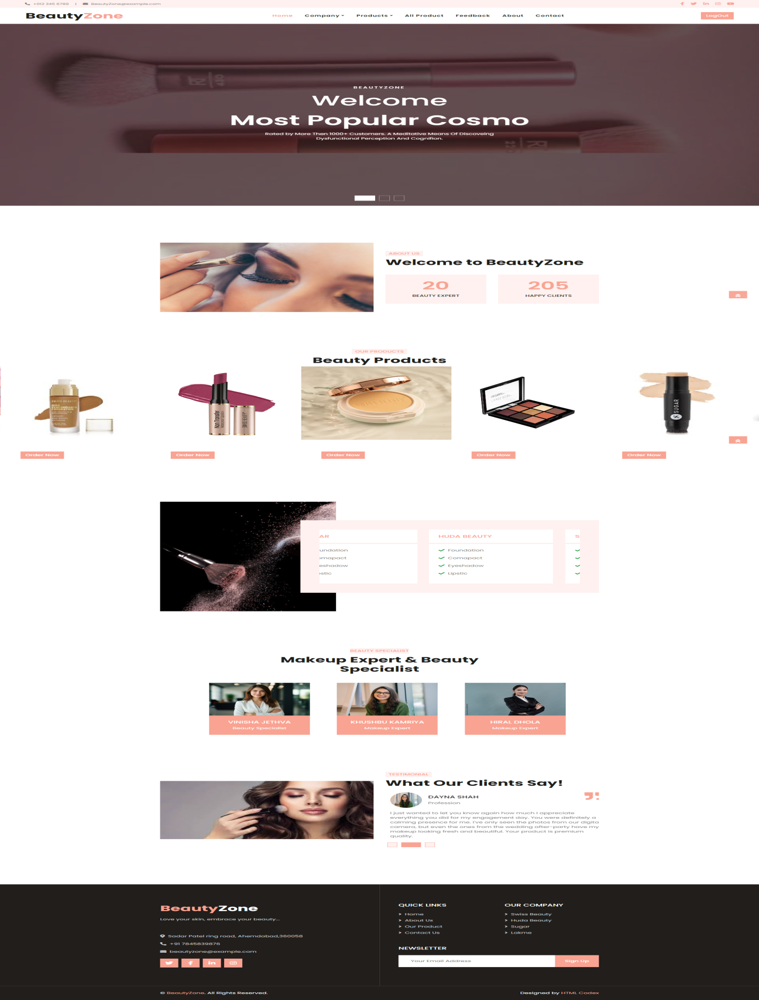 +012 345 6789 | BeautyZone@example.com
BeautyZone
Home Company Products All Product Feedback About Contact
LogOut
BEAUTYZONE
Welcome
Most Popular Cosmo
Rated by More Then 1000+ Customers. A Meditative Means Of Discoveing
Dysfunctional Perception And Cognifion.
ABOUT US
Welcome to BeautyZone
20
BEAUTY EXPERT
205
HAPPY CLIENTS
OUR PRODUCTS
Beauty Products
Non Transfer
SUGAR
Order Now
Order Now
Order Now
Order Now
Order Now
AR
undation
omapact
eshadow
stic
HUDA BEAUTY
Foundation
Comapact
Eyeshadow
Lipstic
S
BEAUTY SPECIALIST
Makeup Expert & Beauty
Specialist
VINISHA JETHVA
Beauty Specialist
KHUSHBU KAMRIYA
Makeup Expert
HIRAL DHOLA
Makeup Expert
TESTIMONIAL
What Our Clients Say!
DAYNA SHAH
Profession
I just wanted to let you know again how much I appreciate
everything you did for my engagement day. You were definitely a
calming presence for me. I've only seen the photos from our digita
camera, but even the ones from the wedding after-party have my
makeup looking fresh and beautiful. Your product is premium
quality.
BeautyZone
Love your skin, embrace your beauty...
Sadar Patel ring road, Ahemdabad,360058
+91 7845839876
beautyzone@example.com
QUICK LINKS
Home
About Us
Our Product
Contact Us
OUR COMPANY
Swiss Beauty
Huda Beauty
Sugar
Lakme
NEWSLETTER
Your Email Address
Sign Up
© BeautyZone. All Rights Reserved.
Designed by HTML Codex